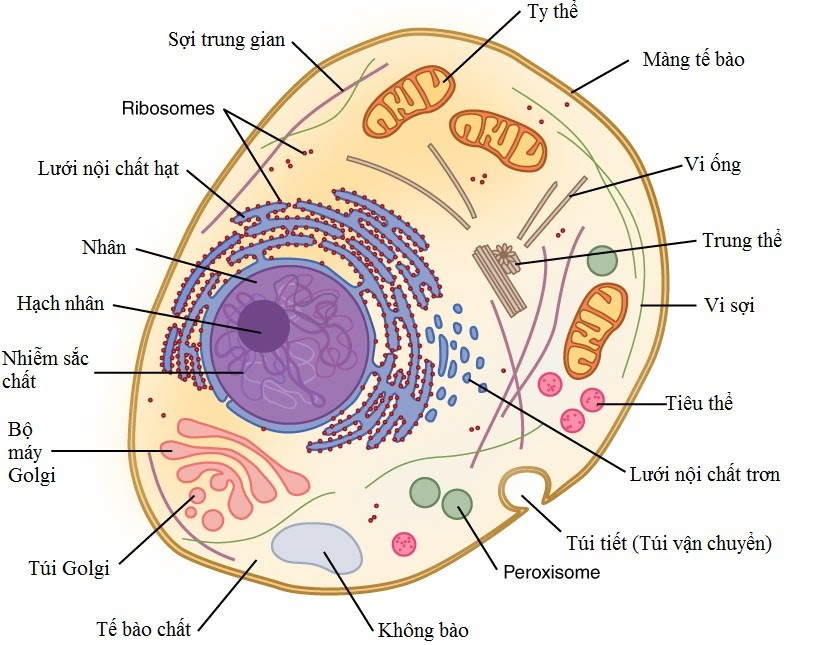 Ty thể
Sợi trung gian
Màng tế bào
Ribosomes
Lưới nội chất hạt
Vi ống
Nhân
Trung thể
Hạch nhân
Vi sợi
Nhiễm sắc
chất
Tiêu thể
Bộ
máy
Golgi
Lưới nội chất trơn
Túi tiết (Túi vận chuyển)
Túi Golgi
Peroxisome
Tế bào chất
Không bào